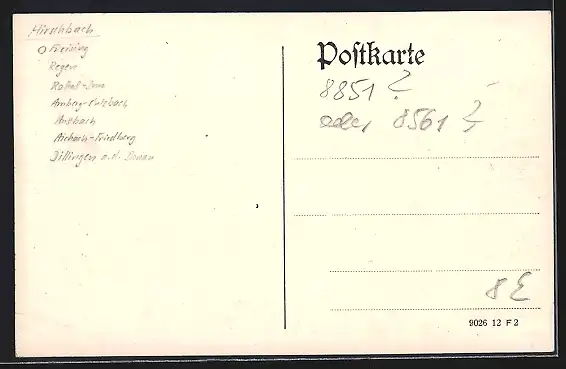 Hirschbach
Freising
Regen
Rottal-Inn
Amberg-Sulzbach
Ansbach
Aichach-Friedberg
Dillingen a.d. Donau
Postkarte
8851?
oder 8561?
8 E
9026 12 F 2